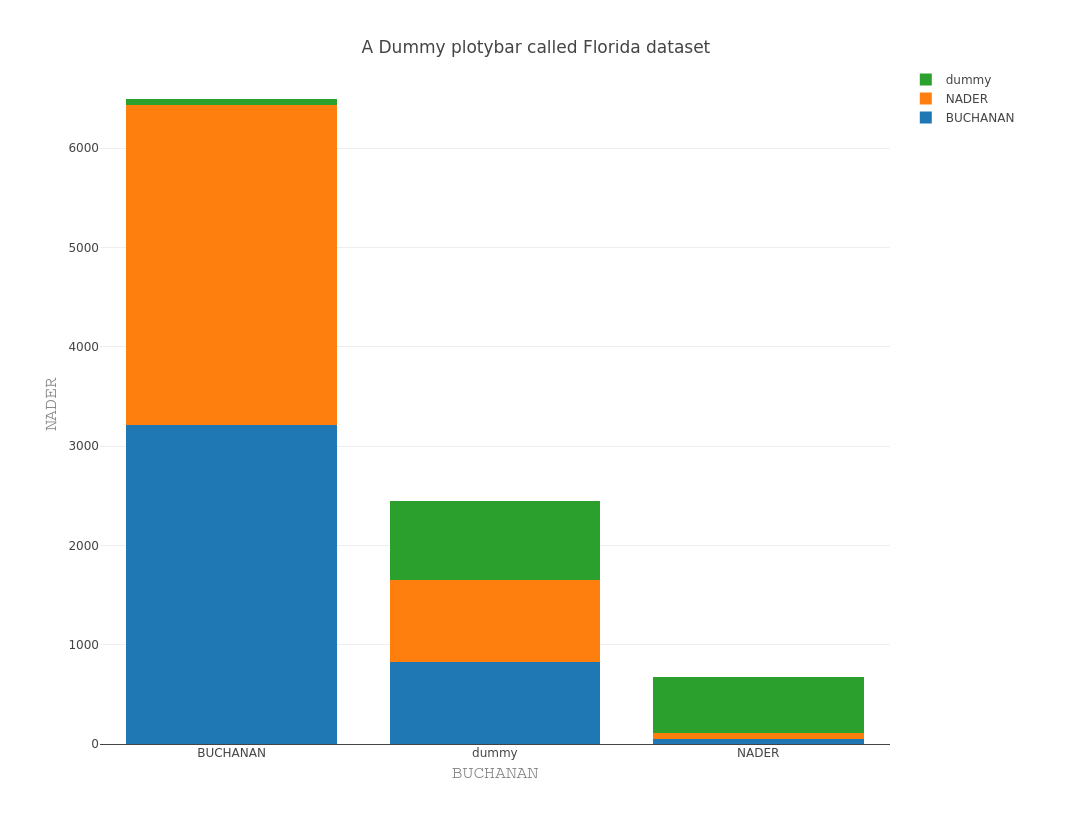 A Dummy plotybar called Florida dataset
dummy
NADER
BUCHANAN
6000
5000
4000
3000
2000
1000
0
NADER
BUCHANAN
dummy
NADER
BUCHANAN